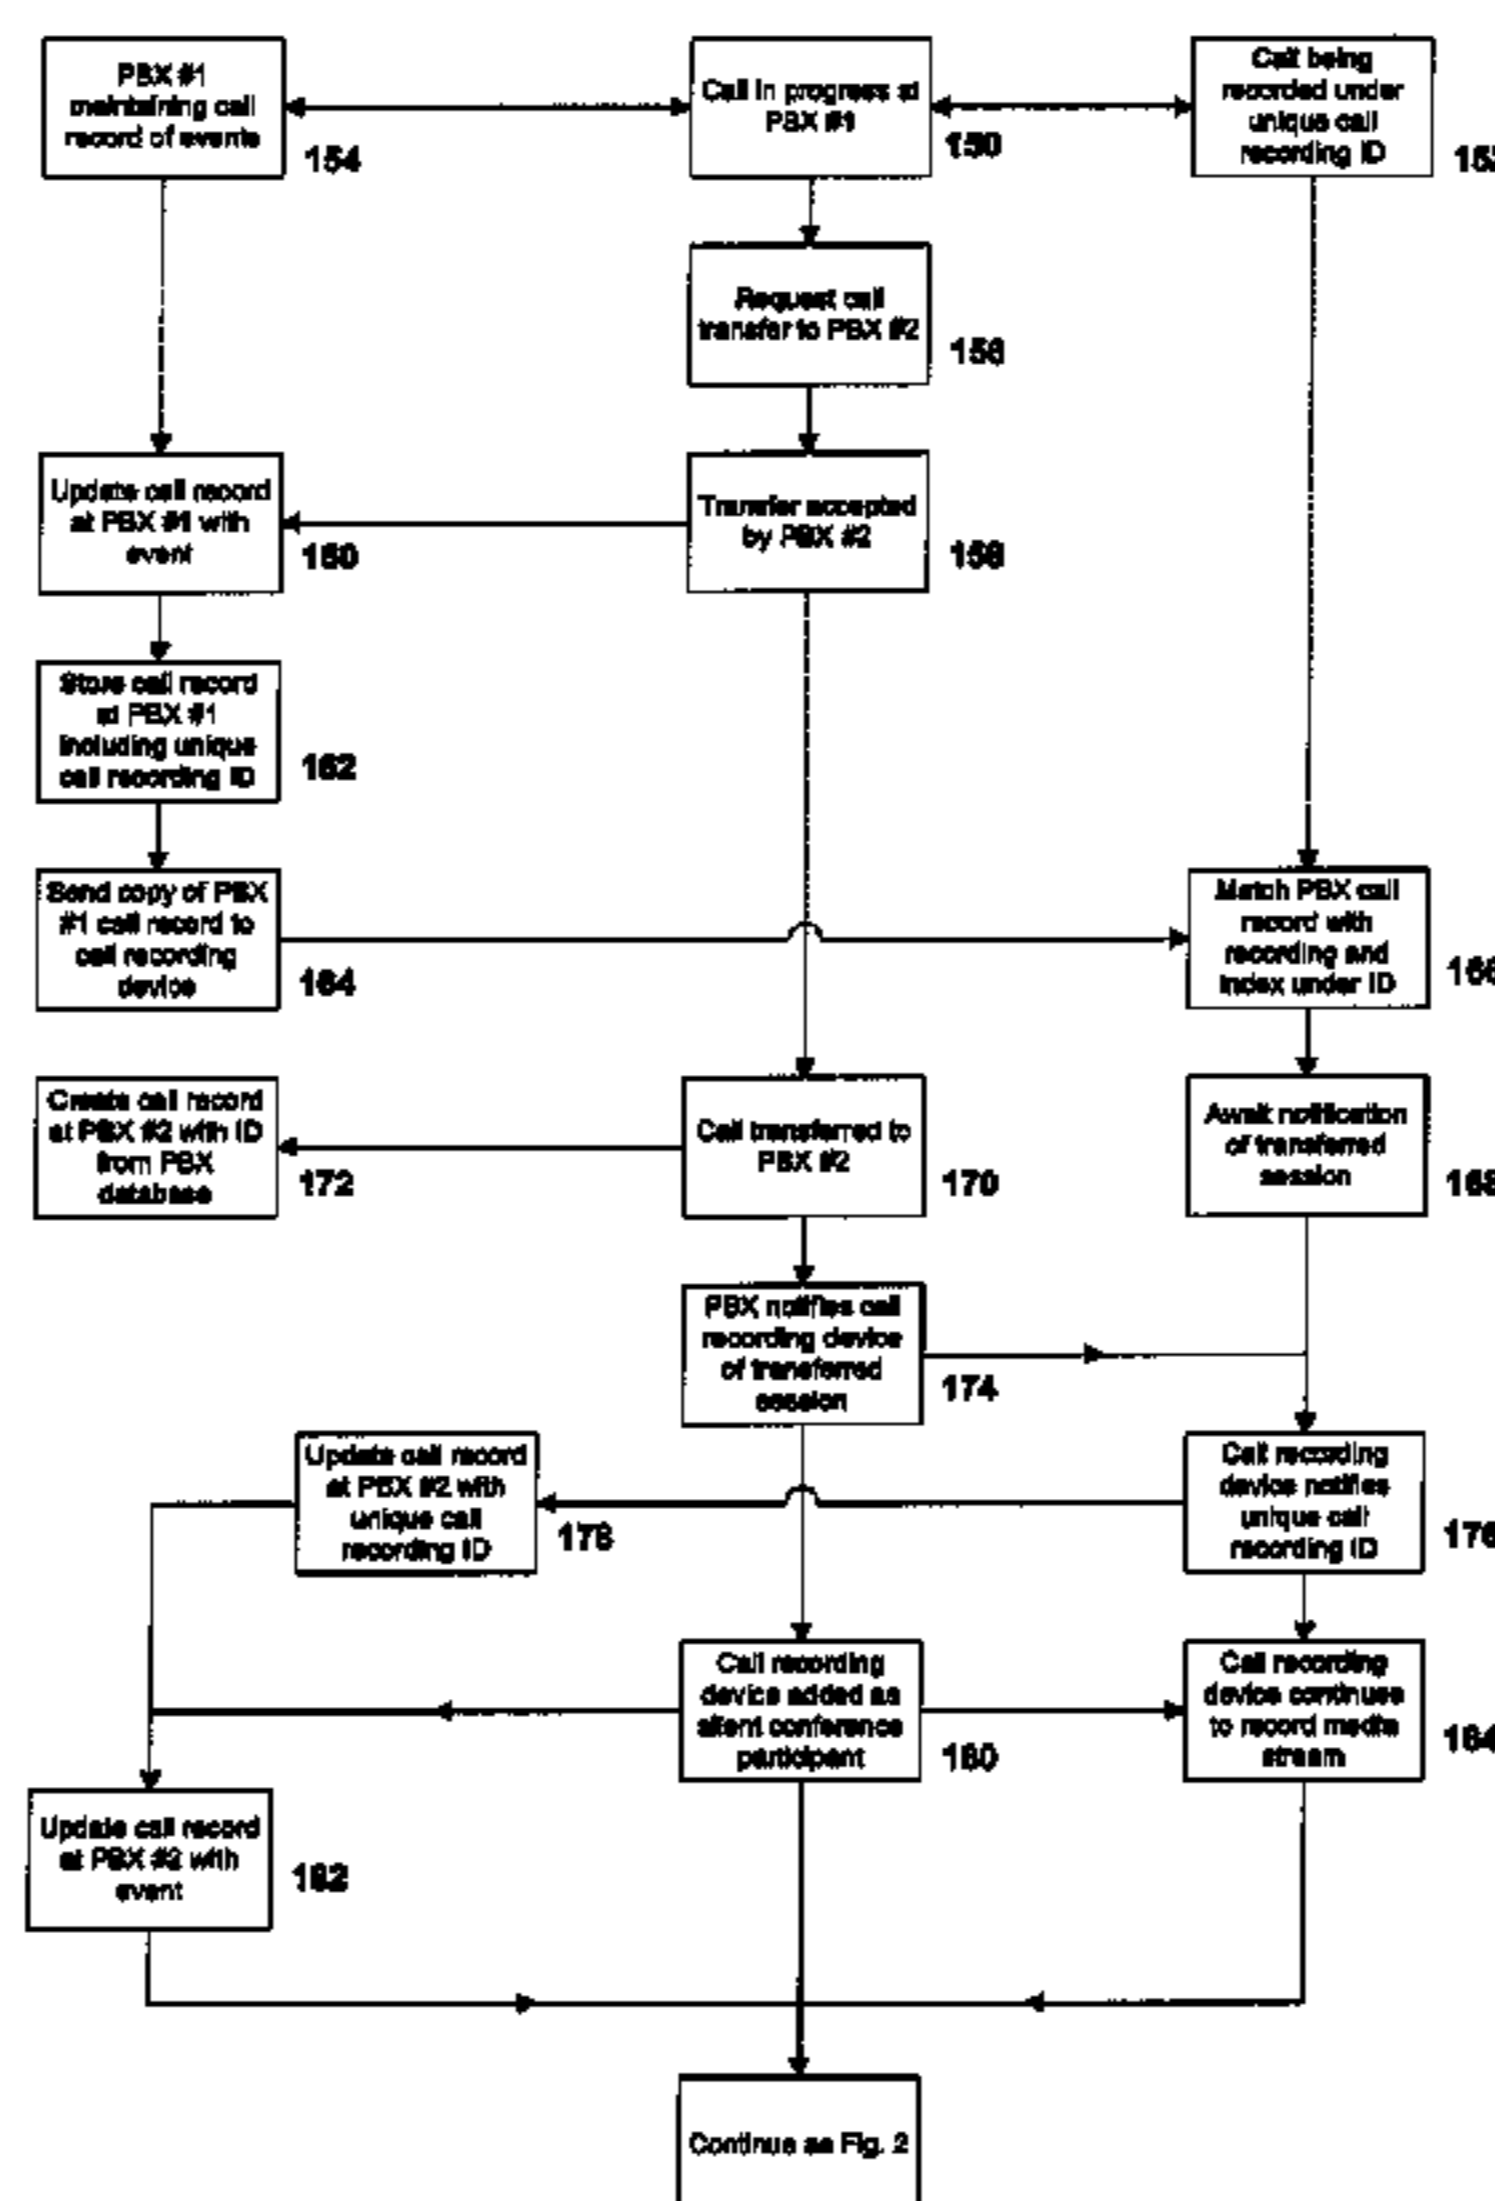 PBX #1
maintaining call
record of events
154
Call in progress at
PBX #1
150
Call being
recorded under
unique call
recording ID
Request call
transfer to PBX #2
156
Update call record
at PBX #1 with
event
160
Transfer accepted
by PBX #2
158
Store call record
at PBX #1
including unique
call recording ID
162
Send copy of PBX
#1 call record to
call recording
device
164
Match PBX call
record with
recording and
index under ID
Create call record
at PBX #2 with ID
from PBX
database
172
Call transferred to
PBX #2
170
Await notification
of transferred
session
168
PBX notifies call
recording device
of transferred
session
174
Update call record
at PBX #2 with
unique call
recording ID
178
Call recording
device notifies
unique call
recording ID
176
Call recording
device added as
silent conference
participant
180
Call recording
device continues
to record media
stream
184
Update call record
at PBX #2 with
event
182
Continue as Fig. 2